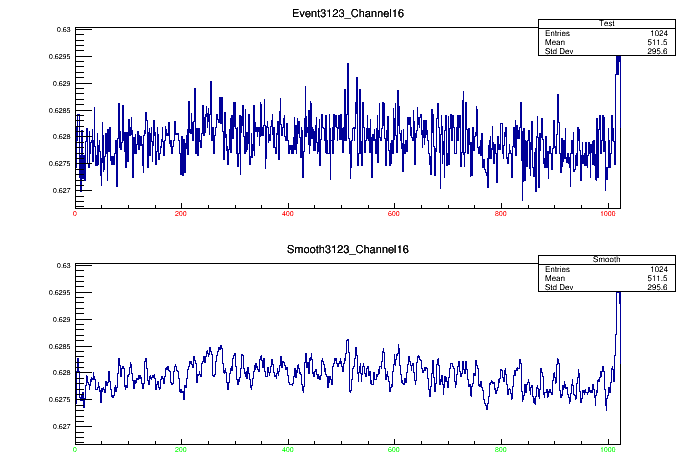 Event3123_Channel16
Test
Entries 1024
Mean 511.5
Std Dev 295.6
0.63
0.6295
0.629
0.6285
0.628
0.6275
0.627
0 200 400 600 800 1000
Smooth3123_Channel16
Smooth
Entries 1024
Mean 511.5
Std Dev 295.6
0.63
0.6295
0.629
0.6285
0.628
0.6275
0.627
0 200 400 600 800 1000